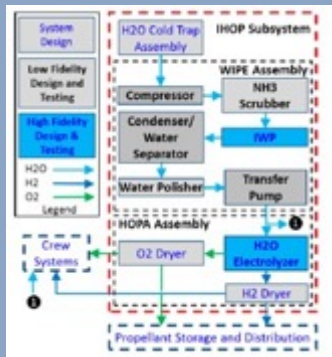 System
Design
Low Fidelity
Design and
Testing
High Fidelity
Design &
Testing
H2O
H2
O2
Legend
IHOP Subsystem
H2O Cold Trap
Assembly
WIPE Assembly
Compressor
NH3
Scrubber
Condenser/
Water
Separator
IWP
Water Polisher
Transfer
Pump
HOPA Assembly
1
Crew
Systems
O2 Dryer
H2O
Electrolyzer
1
H2 Dryer
Propellant Storage and Distribution